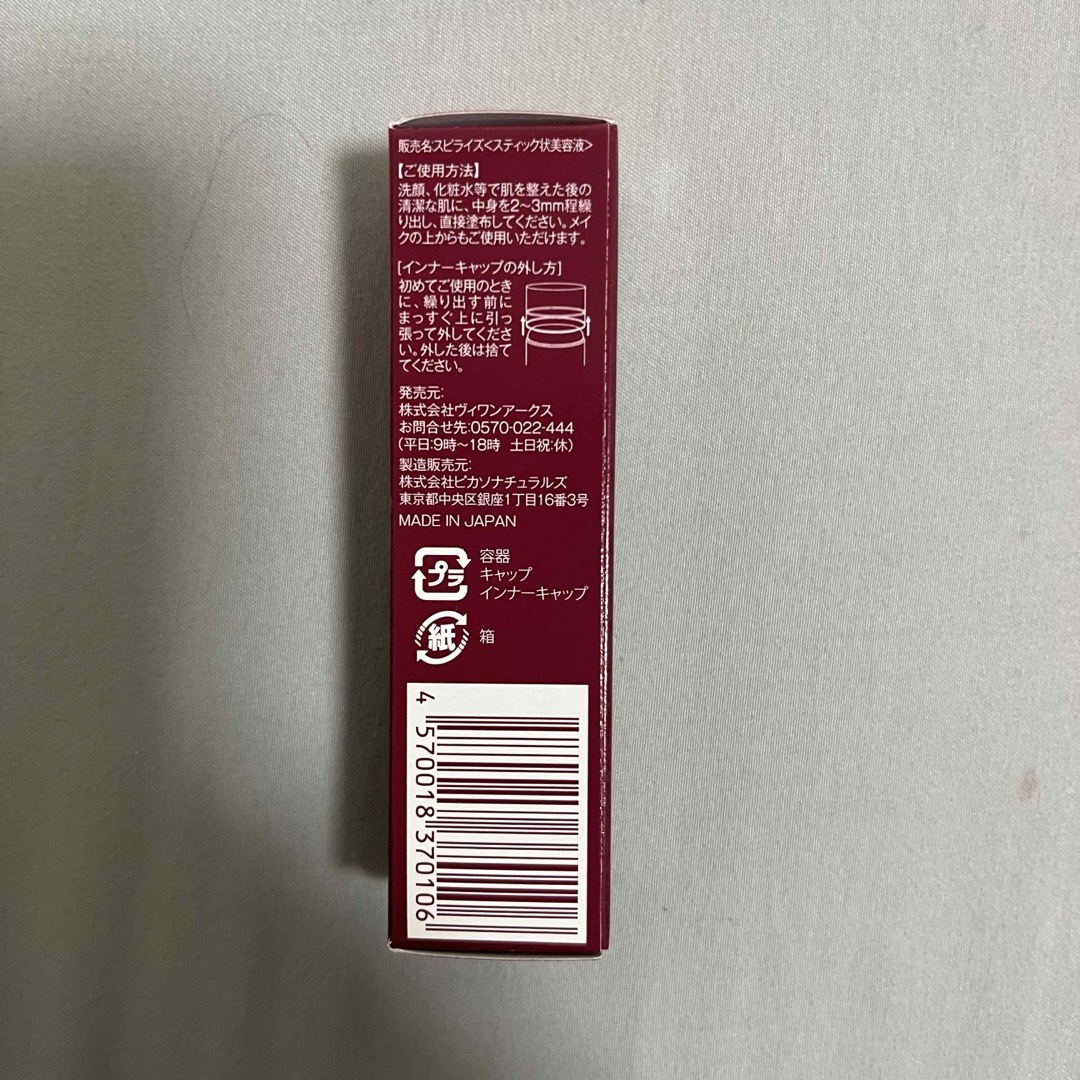 販売名:スピライズ<スティック状美容液>
【ご使用方法】
洗顔、化粧水等で肌を整えた後の
清潔な肌に、中身を2〜3mm程繰
り出し、直接塗布してください。メイ
クの上からもご使用いただけます。
[インナーキャップの外し方]
初めてご使用のとき
に、繰り出す前に
まっすぐ上に引っ
張って外してくださ
い。外した後は捨て
てください。
発売元:
株式会社ヴィワンアークス
お問合せ先:0570-022-444
(平日:9時〜18時 土日祝:休)
製造販売元:
株式会社ピカソナチュラルズ
東京都中央区銀座1丁目16番3号
MADE IN JAPAN
プラ
容器
キャップ
インナーキャップ
紙
箱
4 570018 370106